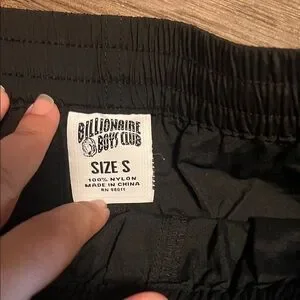 BILLIONAIRE
BOYS CLUB
SIZE S
100% NYLON
MADE IN CHINA